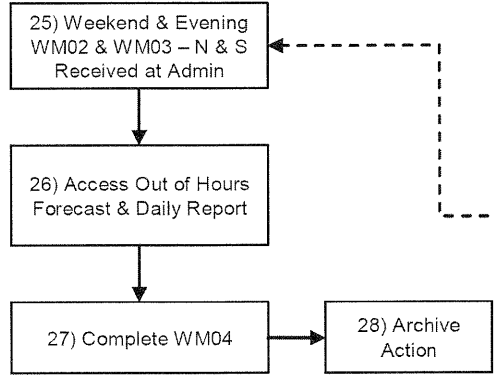 25) Weekend & Evening
WM02 & WM03 – N & S
Received at Admin
26) Access Out of Hours
Forecast & Daily Report
27) Complete WM04
28) Archive
Action